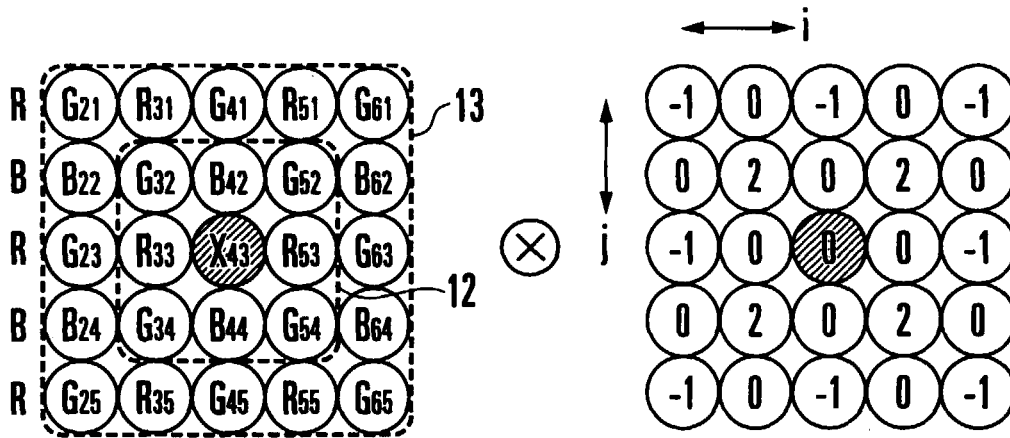 i
R G21 R31 G41 R51 G61 13 -1 0 -1 0 -1
B B22 G32 B42 G52 B62 0 2 0 2 0
R G23 R33 X43 R53 G63 j -1 0 0 0 -1
12
B B24 G34 B44 G54 B64 0 2 0 2 0
R G25 R35 G45 R55 G65 -1 0 -1 0 -1